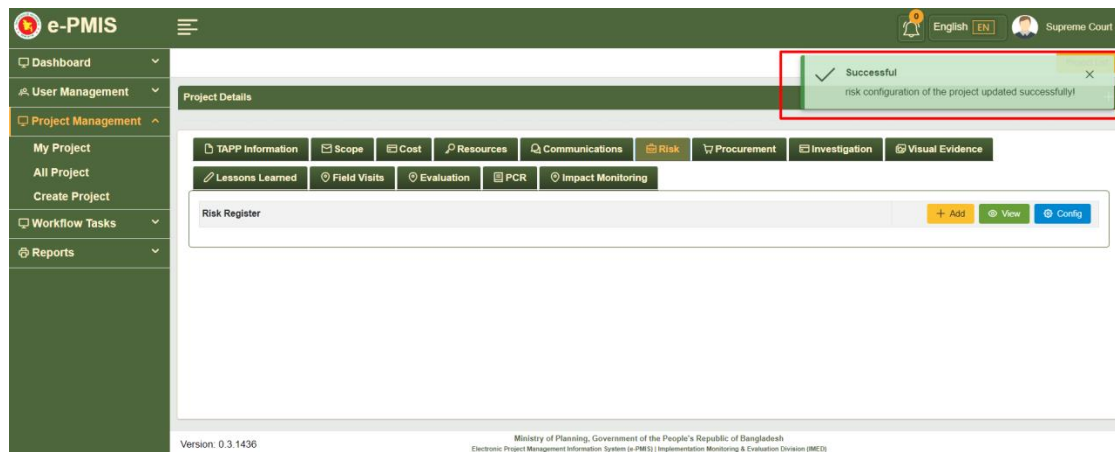 e-PMIS
0
English EN
Supreme Court
Dashboard
User Management
Project Management
My Project
All Project
Create Project
Workflow Tasks
Reports
Successful
risk configuration of the project updated successfully!
Project Details
TAPP Information Scope Cost Resources Communications Risk Procurement Investigation Visual Evidence
Lessons Learned Field Visits Evaluation PCR Impact Monitoring
Risk Register
+ Add View Config
Version: 0.3.1436
Ministry of Planning, Government of the People's Republic of Bangladesh
Electronic Project Management Information System (e-PMIS) | Implementation Monitoring & Evaluation Division (IMED)